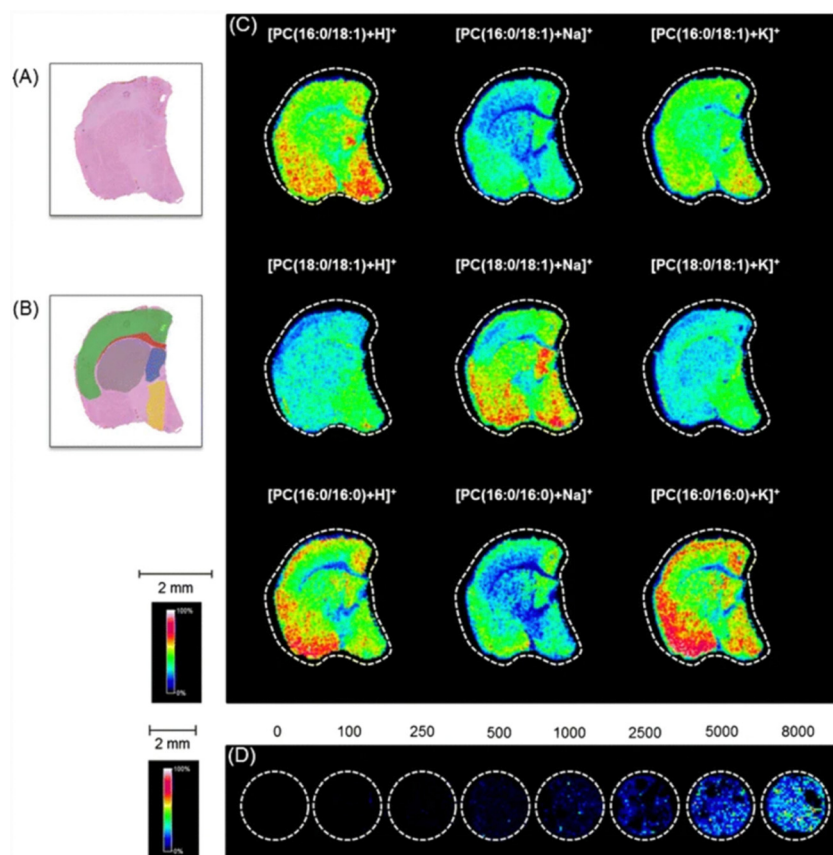 (C)
[PC(16:0/18:1)+H]⁺ [PC(16:0/18:1)+Na]⁺ [PC(16:0/18:1)+K]⁺
(A)
[PC(18:0/18:1)+H]⁺ [PC(18:0/18:1)+Na]⁺ [PC(18:0/18:1)+K]⁺
(B)
[PC(16:0/16:0)+H]⁺ [PC(16:0/16:0)+Na]⁺ [PC(16:0/16:0)+K]⁺
2 mm
100%
0%
0 100 250 500 1000 2500 5000 8000
2 mm
(D)
100%
0%